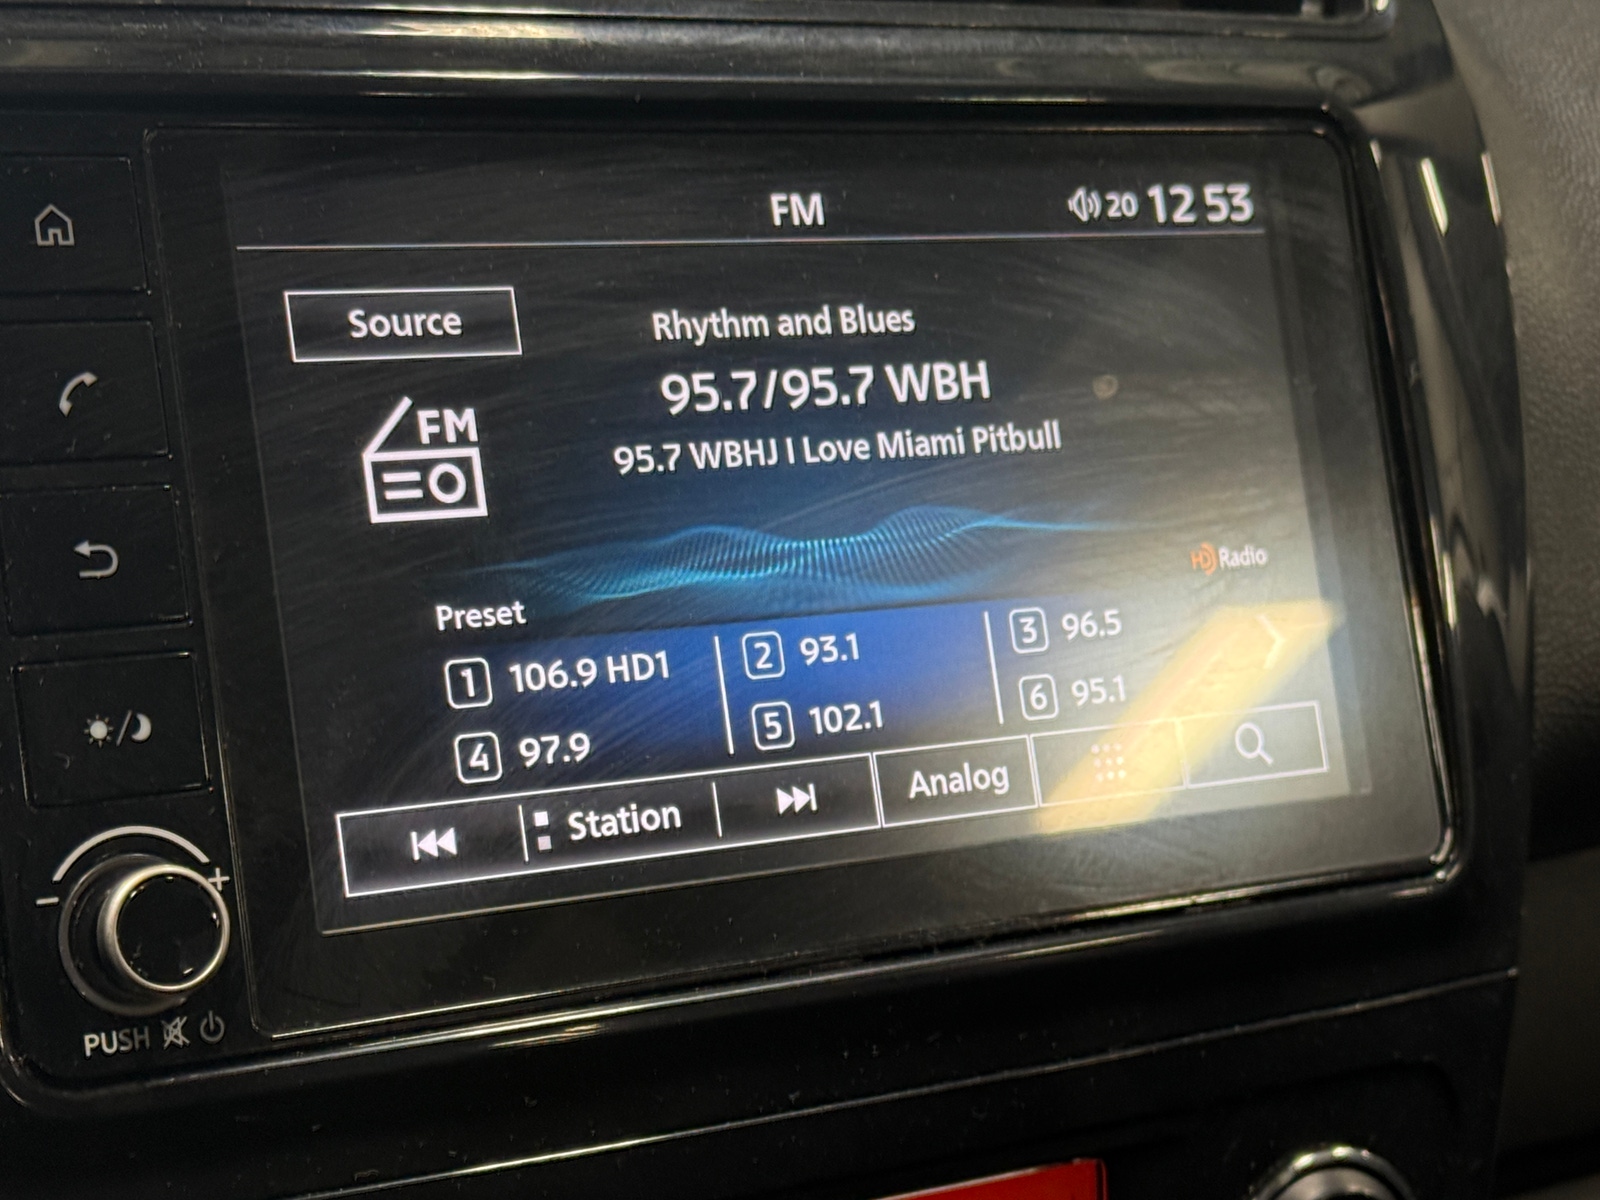 FM
20 12 53
Source
Rhythm and Blues
95.7/95.7 WBH
95.7 WBHJ I Love Miami Pitbull
FM
HD Radio
Preset
1 106.9 HD1
2 93.1
3 96.5
4 97.9
5 102.1
6 95.1
Station
Analog
- +
PUSH